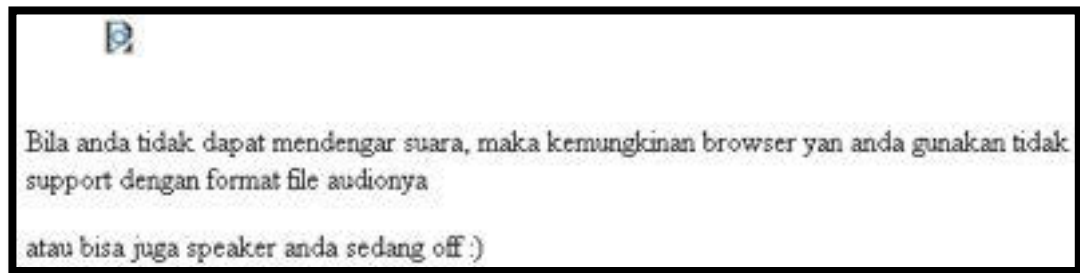 Bila anda tidak dapat mendengar suara, maka kemungkinan browser yan anda gunakan tidak
support dengan format file audionya
atau bisa juga speaker anda sedang off :)